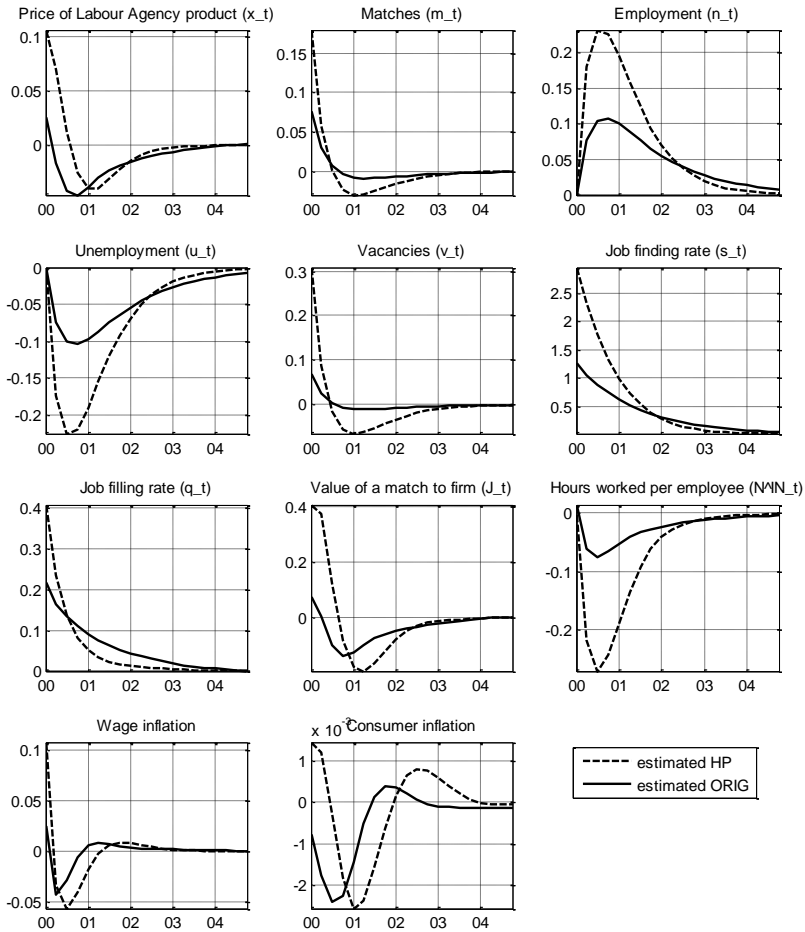 Price of Labour Agency product (x_t)
0.1
0.05
0
00 01 02 03 04
Matches (m_t)
0.15
0.1
0.05
0
00 01 02 03 04
Employment (n_t)
0.2
0.15
0.1
0.05
0
00 01 02 03 04
Unemployment (u_t)
0
-0.05
-0.1
-0.15
-0.2
00 01 02 03 04
Vacancies (v_t)
0.3
0.2
0.1
0
00 01 02 03 04
Job finding rate (s_t)
2.5
2
1.5
1
0.5
00 01 02 03 04
Job filling rate (q_t)
0.4
0.3
0.2
0.1
0
00 01 02 03 04
Value of a match to firm (J_t)
0.4
0.2
0
00 01 02 03 04
Hours worked per employee (N^IN_t)
0
-0.1
-0.2
00 01 02 03 04
Wage inflation
0.1
0.05
0
-0.05
00 01 02 03 04
Consumer inflation
x 10^-3
1
0
-1
-2
00 01 02 03 04
estimated HP
estimated ORIG